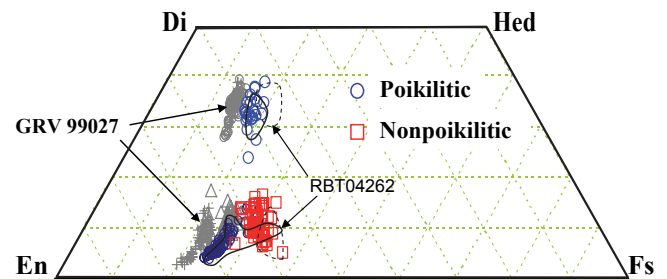 Di Hed
Poikilitic
GRV 99027
Nonpoikilitic
RBT04262
En Fs